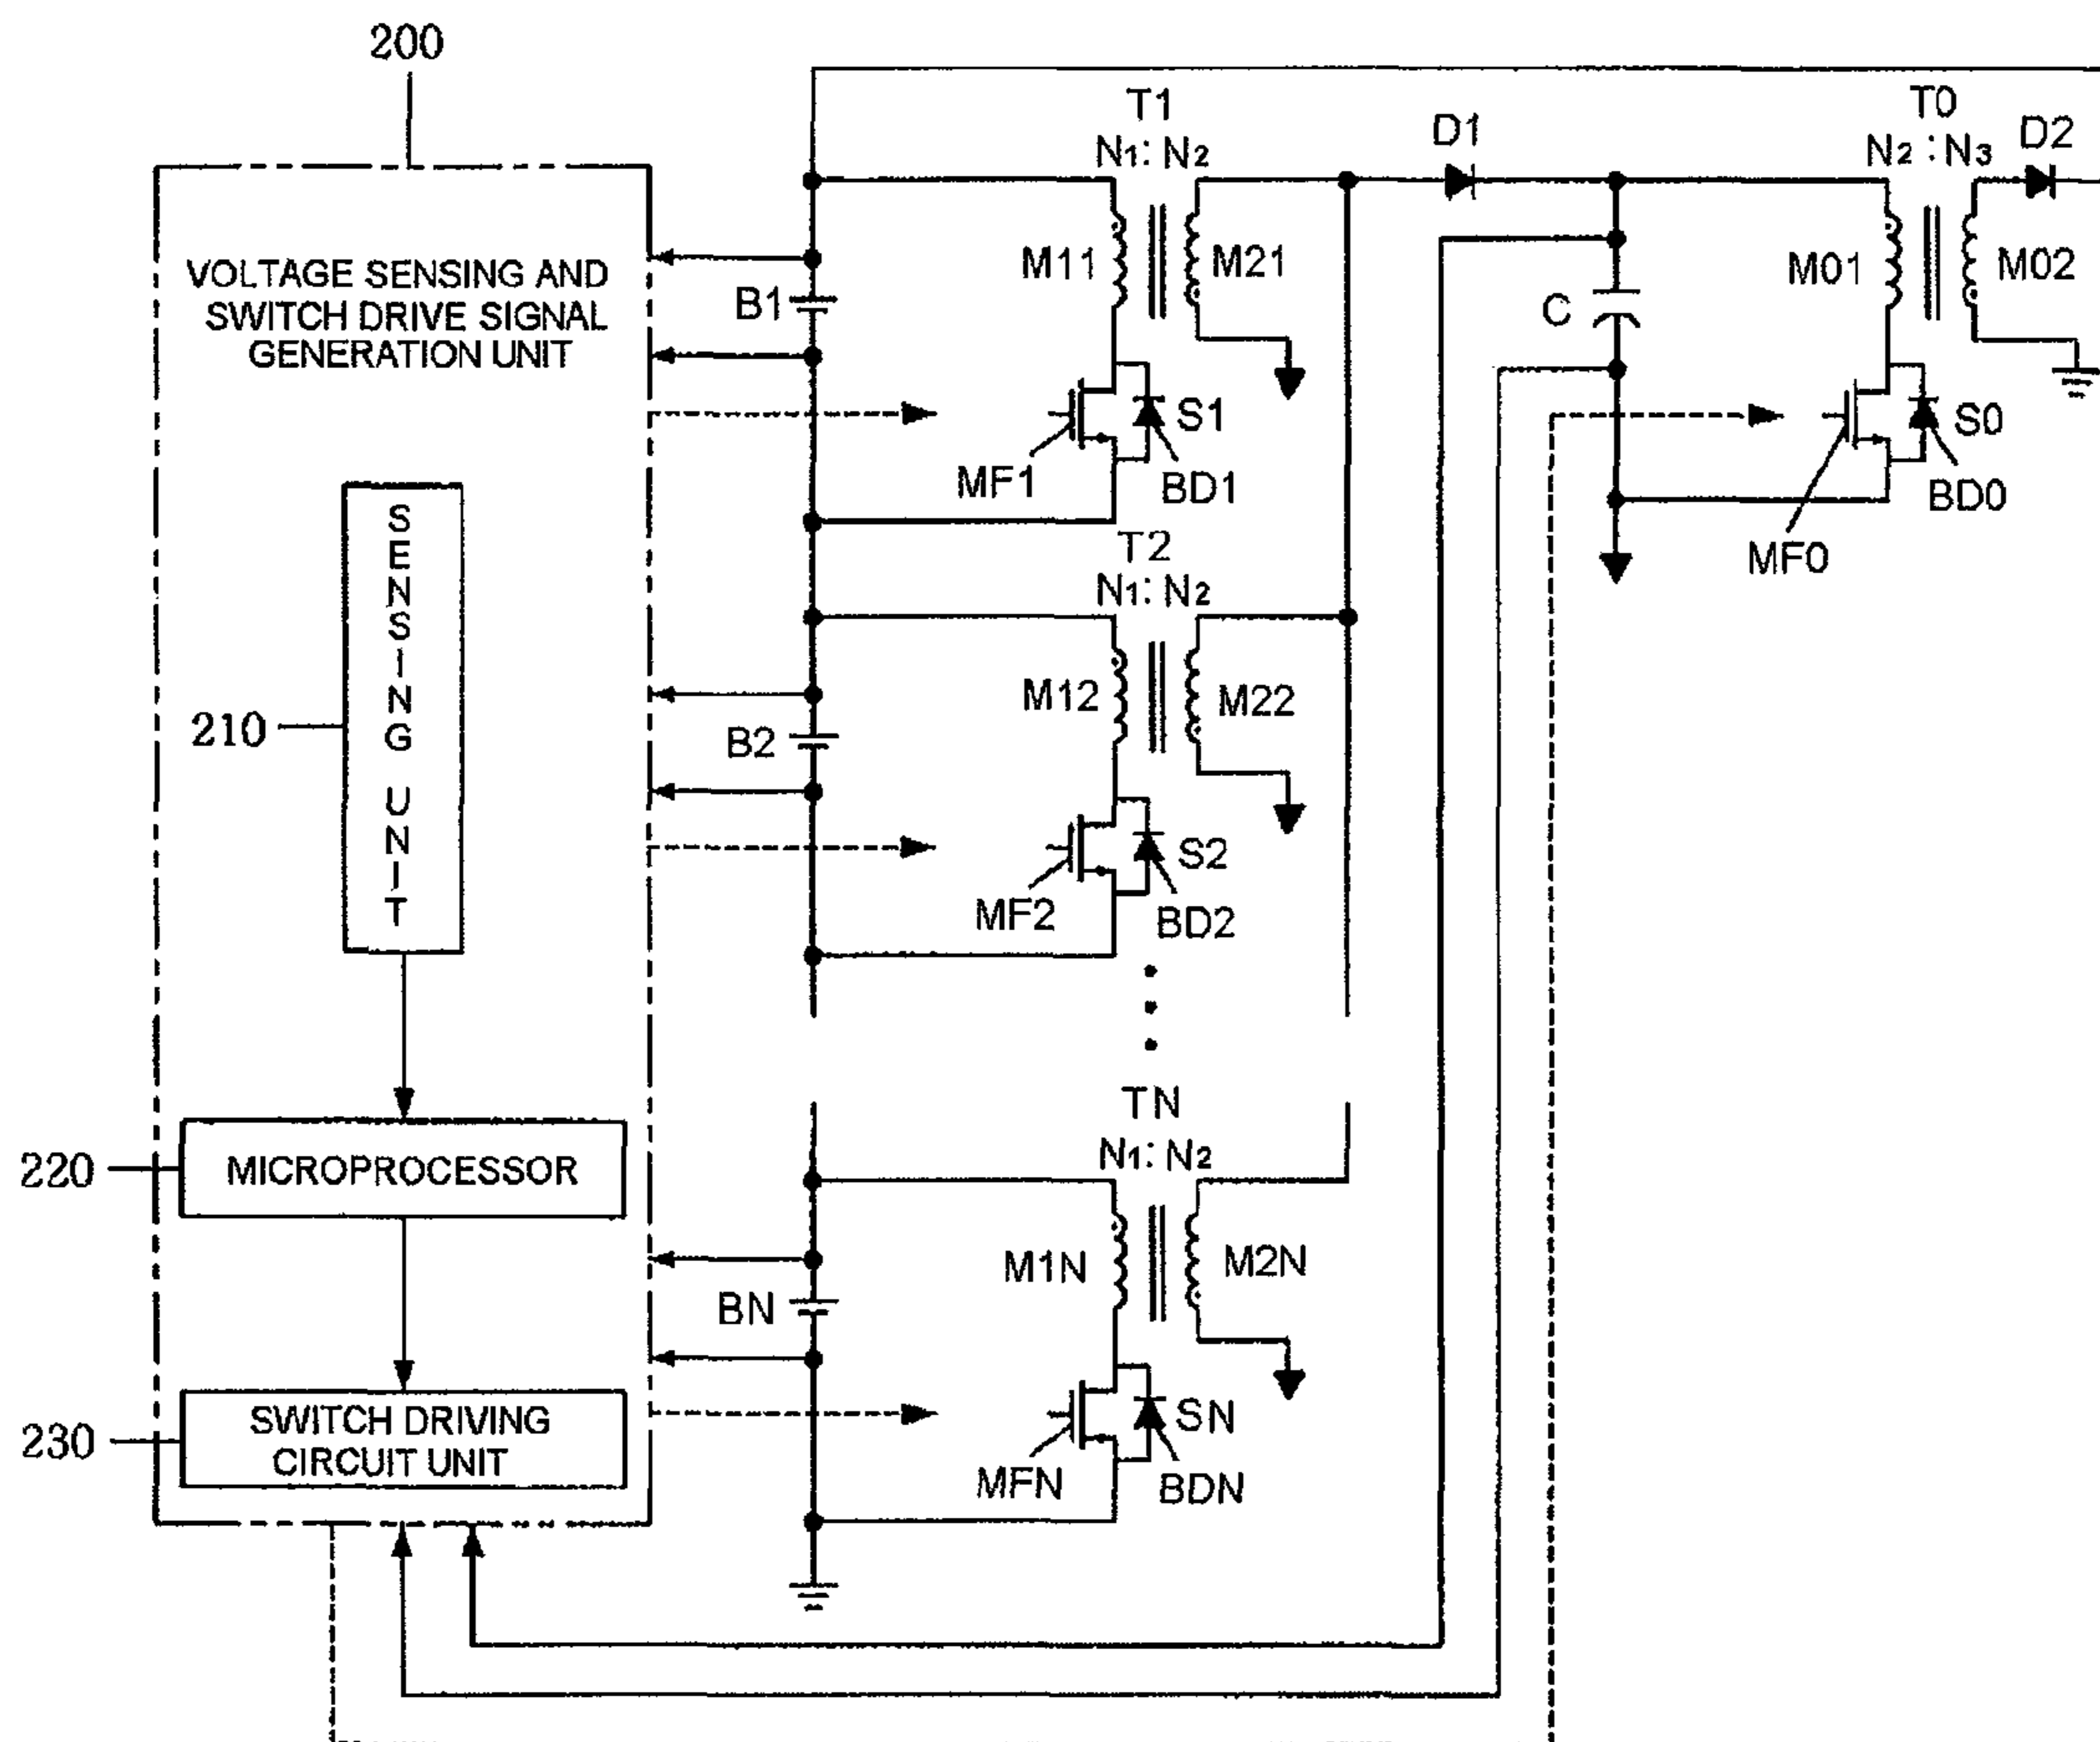 200
VOLTAGE SENSING AND
SWITCH DRIVE SIGNAL
GENERATION UNIT
210
SENSING UNIT
220
MICROPROCESSOR
230
SWITCH DRIVING
CIRCUIT UNIT
T1
N1:N2
B1
M11
M21
S1
MF1
BD1
T2
N1:N2
B2
M12
M22
S2
MF2
BD2
TN
N1:N2
BN
M1N
M2N
SN
MFN
BDN
D1
C
T0
N2:N3
D2
M01
M02
S0
BD0
MF0